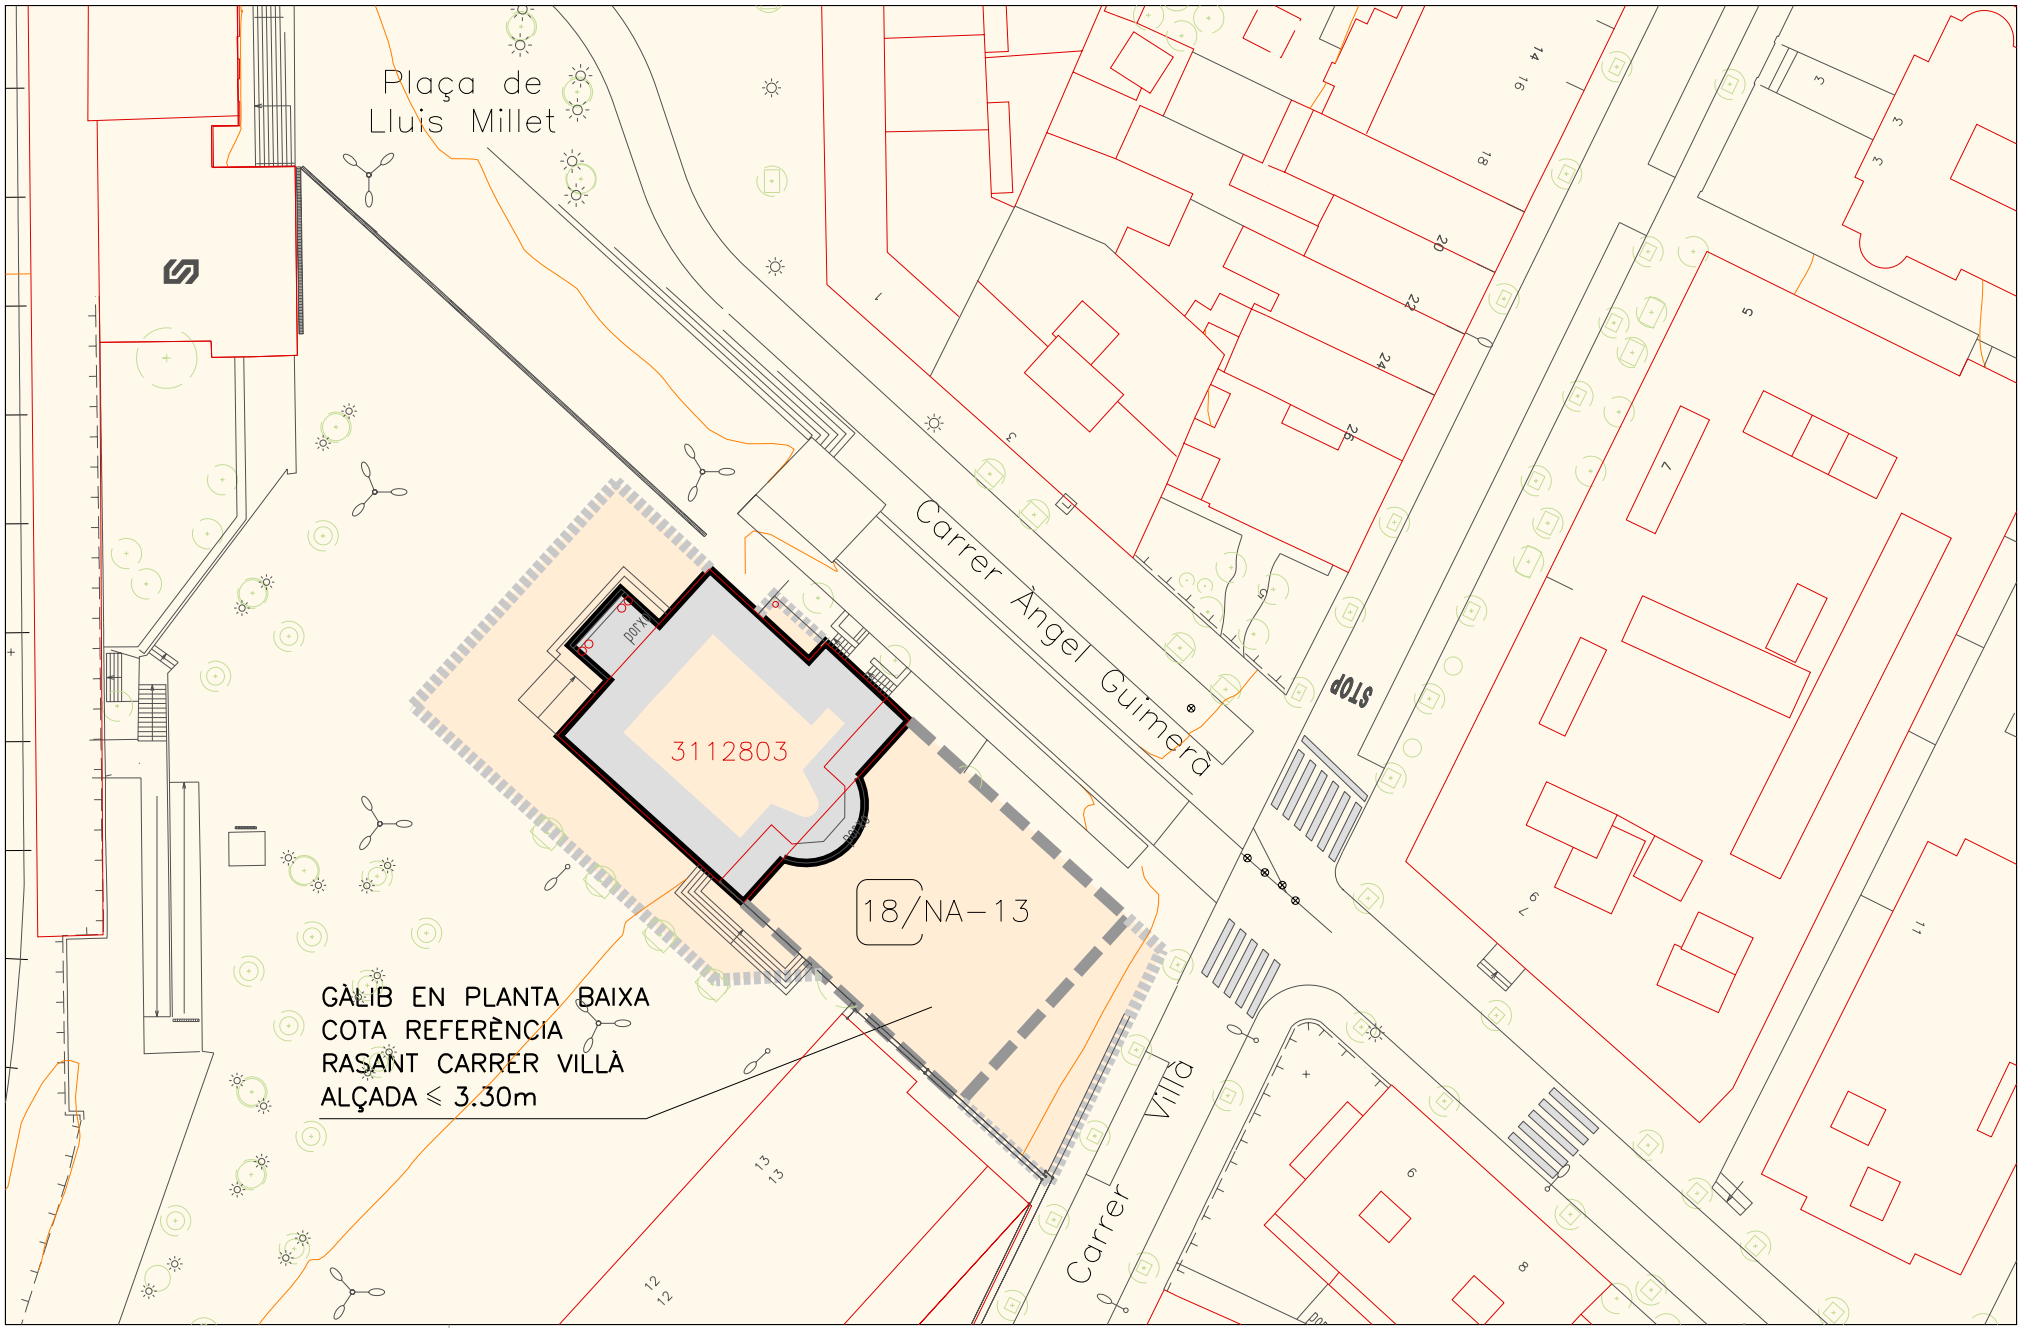 Plaça de
Lluis Millet
14
16
18
20
22
24
26
3
3
3
5
7
1
3
5
Carrer Àngel Guimerà
STOP
porxo
3112803
porxo
18/NA-13
GÀLIB EN PLANTA BAIXA
COTA REFERÈNCIA
RASANT CARRER VILLÀ
ALÇADA ⩽ 3.30m
9
7
11
Carrer Villà
13
13
12
12
6
8